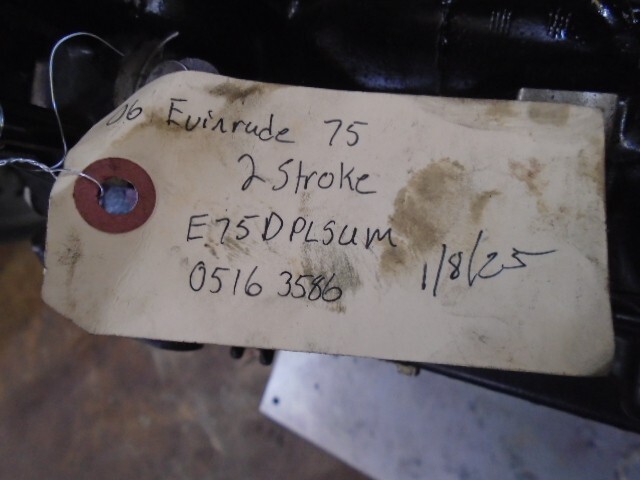 06 Evinrude 75
2 Stroke
E75DPLSUM
0516 3586
1/8/25